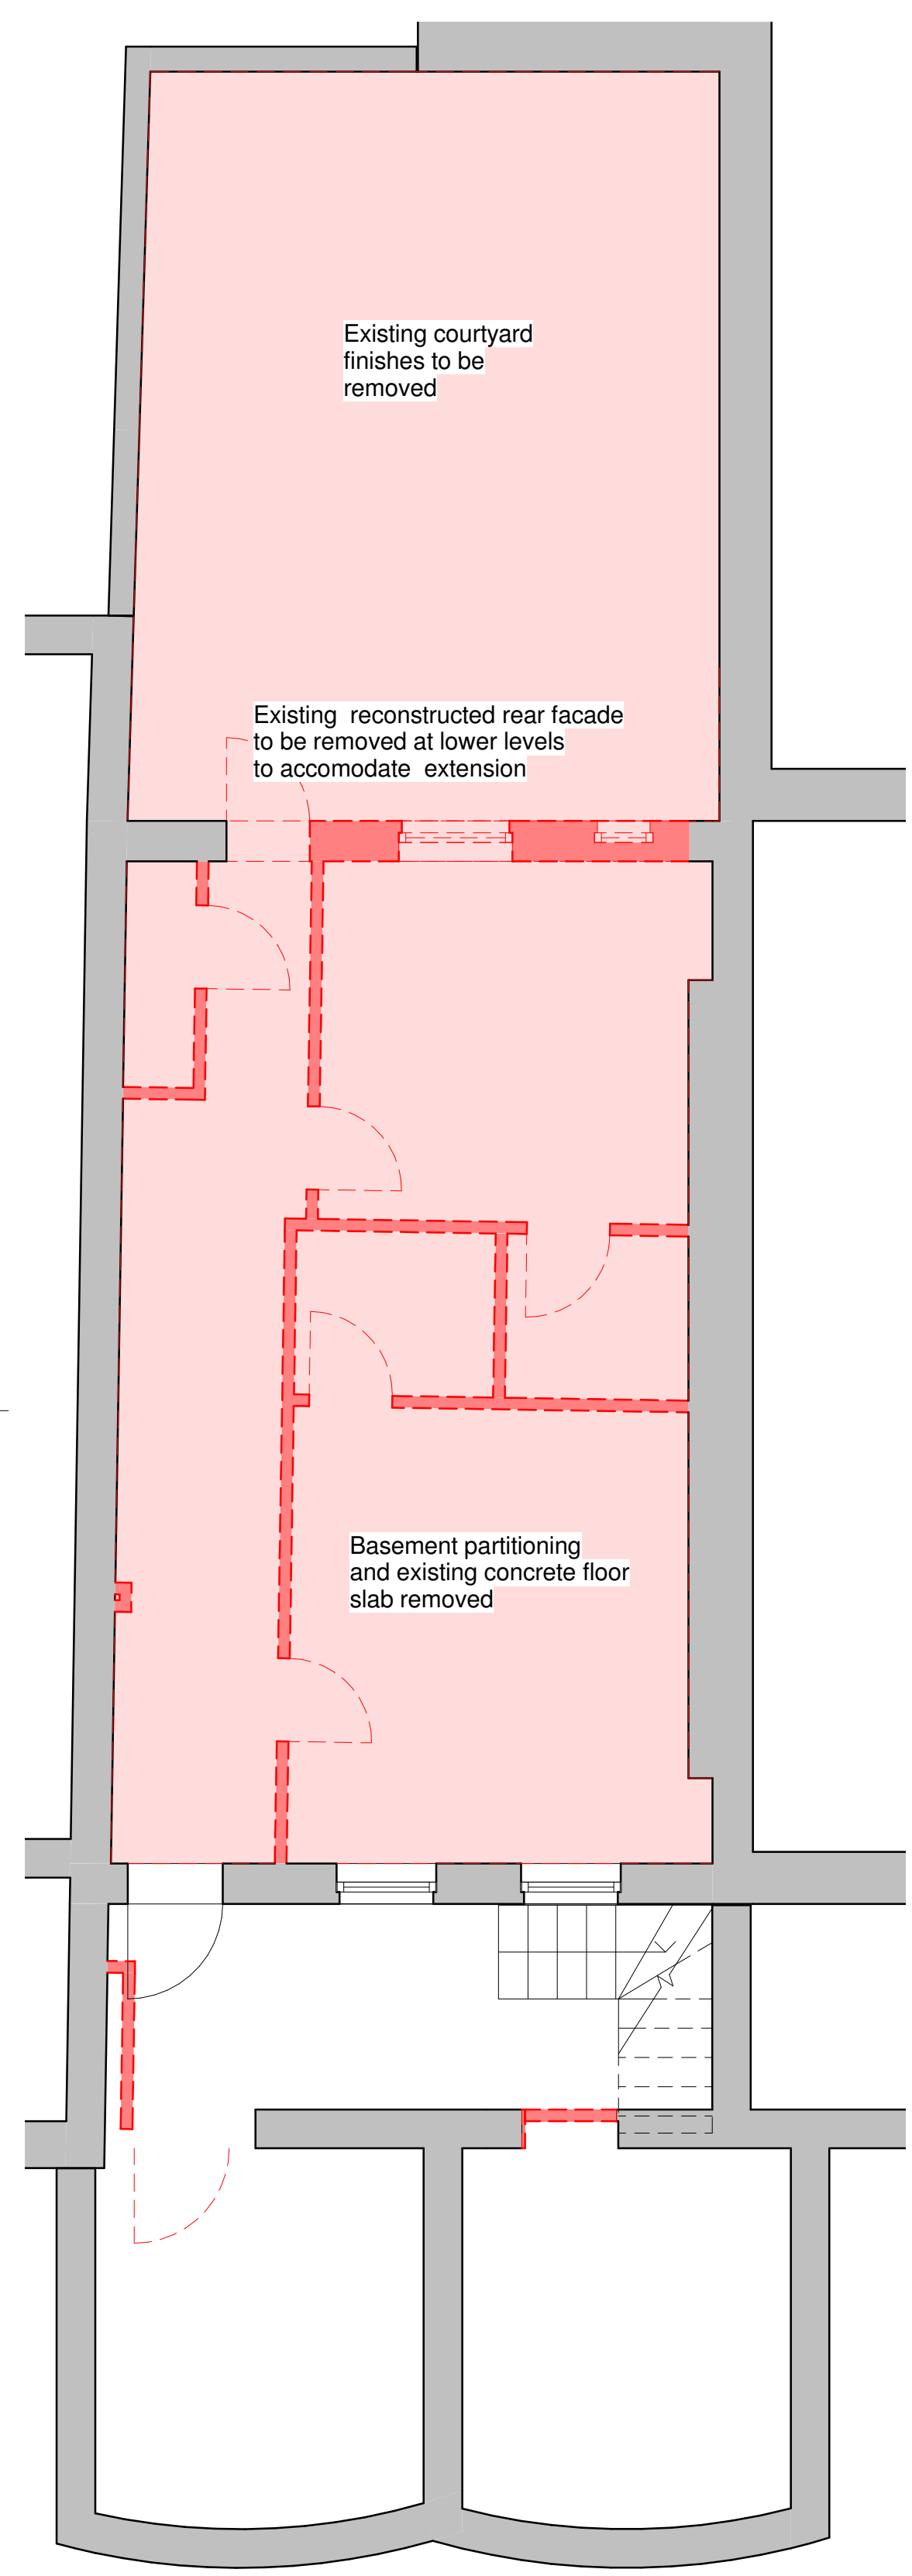 Existing courtyard
finishes to be
removed
Existing  reconstructed rear facade
to be removed at lower levels
to accomodate  extension
Basement partitioning
and existing concrete floor
slab removed